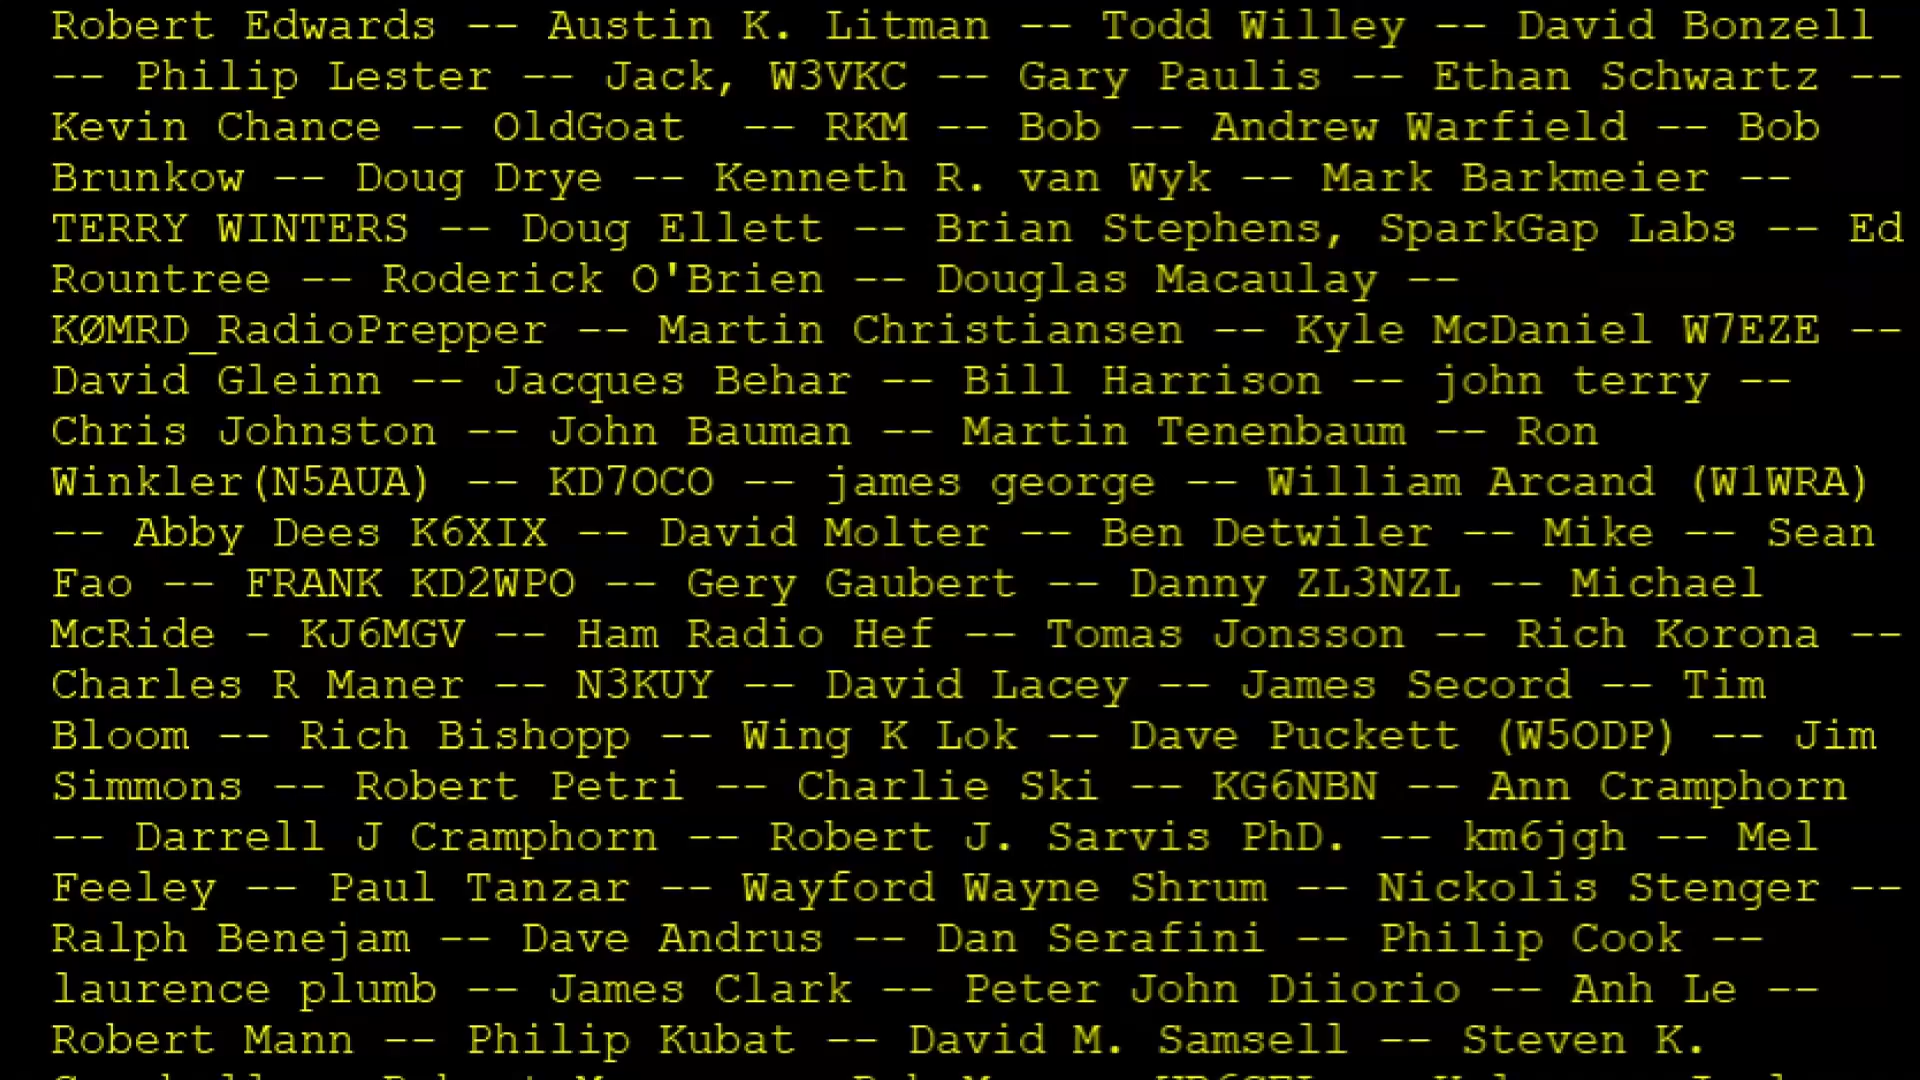 Robert Edwards -- Austin K. Litman -- Todd Willey -- David Bonzell
-- Philip Lester -- Jack, W3VKC -- Gary Paulis -- Ethan Schwartz --
Kevin Chance -- OldGoat  -- RKM -- Bob -- Andrew Warfield -- Bob
Brunkow -- Doug Drye -- Kenneth R. van Wyk -- Mark Barkmeier --
TERRY WINTERS -- Doug Ellett -- Brian Stephens, SparkGap Labs -- Ed
Rountree -- Roderick O'Brien -- Douglas Macaulay --
KØMRD_RadioPrepper -- Martin Christiansen -- Kyle McDaniel W7EZE --
David Gleinn -- Jacques Behar -- Bill Harrison -- john terry --
Chris Johnston -- John Bauman -- Martin Tenenbaum -- Ron
Winkler(N5AUA) -- KD7OCO -- james george -- William Arcand (W1WRA)
-- Abby Dees K6XIX -- David Molter -- Ben Detwiler -- Mike -- Sean
Fao -- FRANK KD2WPO -- Gery Gaubert -- Danny ZL3NZL -- Michael
McRide - KJ6MGV -- Ham Radio Hef -- Tomas Jonsson -- Rich Korona --
Charles R Maner -- N3KUY -- David Lacey -- James Secord -- Tim
Bloom -- Rich Bishopp -- Wing K Lok -- Dave Puckett (W5ODP) -- Jim
Simmons -- Robert Petri -- Charlie Ski -- KG6NBN -- Ann Cramphorn
-- Darrell J Cramphorn -- Robert J. Sarvis PhD. -- km6jgh -- Mel
Feeley -- Paul Tanzar -- Wayford Wayne Shrum -- Nickolis Stenger --
Ralph Benejam -- Dave Andrus -- Dan Serafini -- Philip Cook --
laurence plumb -- James Clark -- Peter John Diiorio -- Anh Le --
Robert Mann -- Philip Kubat -- David M. Samsell -- Steven K.